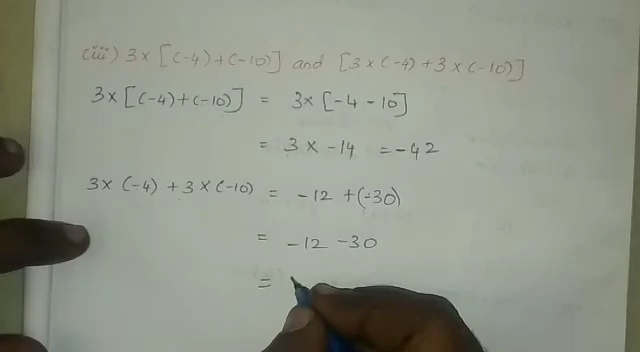 (iii) 3 × [(-4) + (-10)] and [3 × (-4) + 3 × (-10)]
3 × [(-4) + (-10)] = 3 × [-4 - 10]
= 3 × -14 = -42
3 × (-4) + 3 × (-10) = -12 + (-30)
= -12 - 30
=